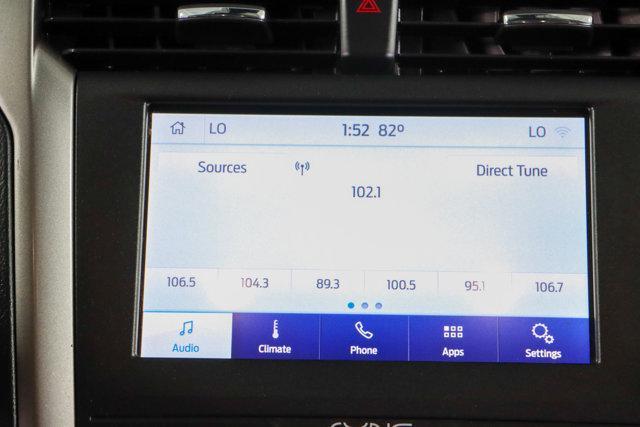 LO 1:52 82° LO
Sources Direct Tune
102.1
106.5 104.3 89.3 100.5 95.1 106.7
Audio Climate Phone Apps Settings